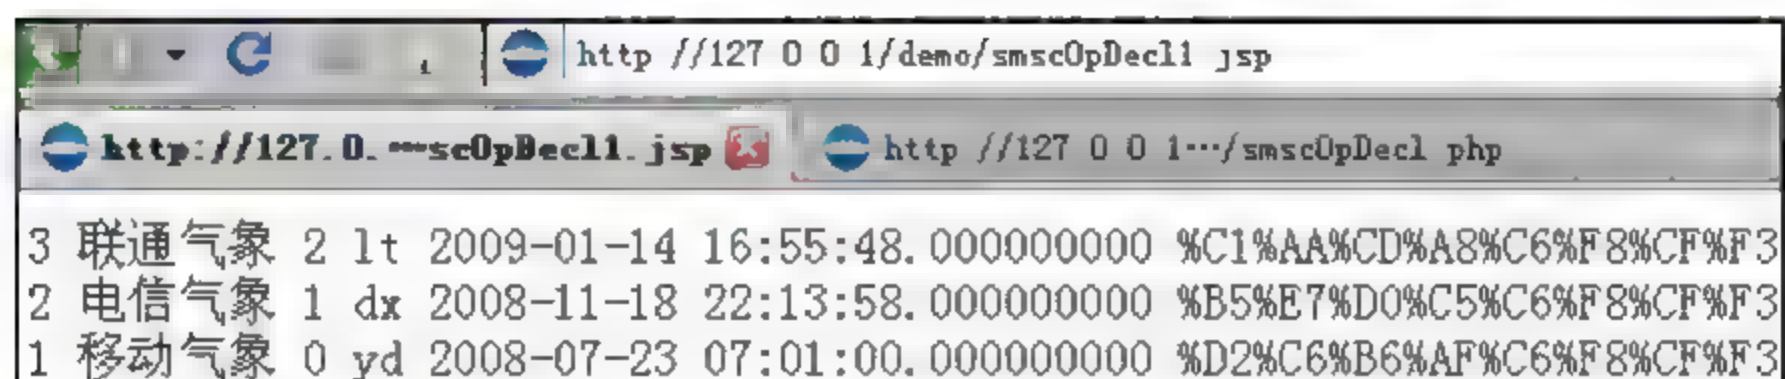 http //127 0 0 1/demo/smscOpDecl1 jsp
http://127.0.┅scOpDecl1.jsp http //127 0 0 1…/smscOpDecl php
3 联通气象 2 lt 2009-01-14 16:55:48.000000000 %C1%AA%CD%A8%C6%F8%CF%F3
2 电信气象 1 dx 2008-11-18 22:13:58.000000000 %B5%E7%D0%C5%C6%F8%CF%F3
1 移动气象 0 yd 2008-07-23 07:01:00.000000000 %D2%C6%B6%AF%C6%F8%CF%F3